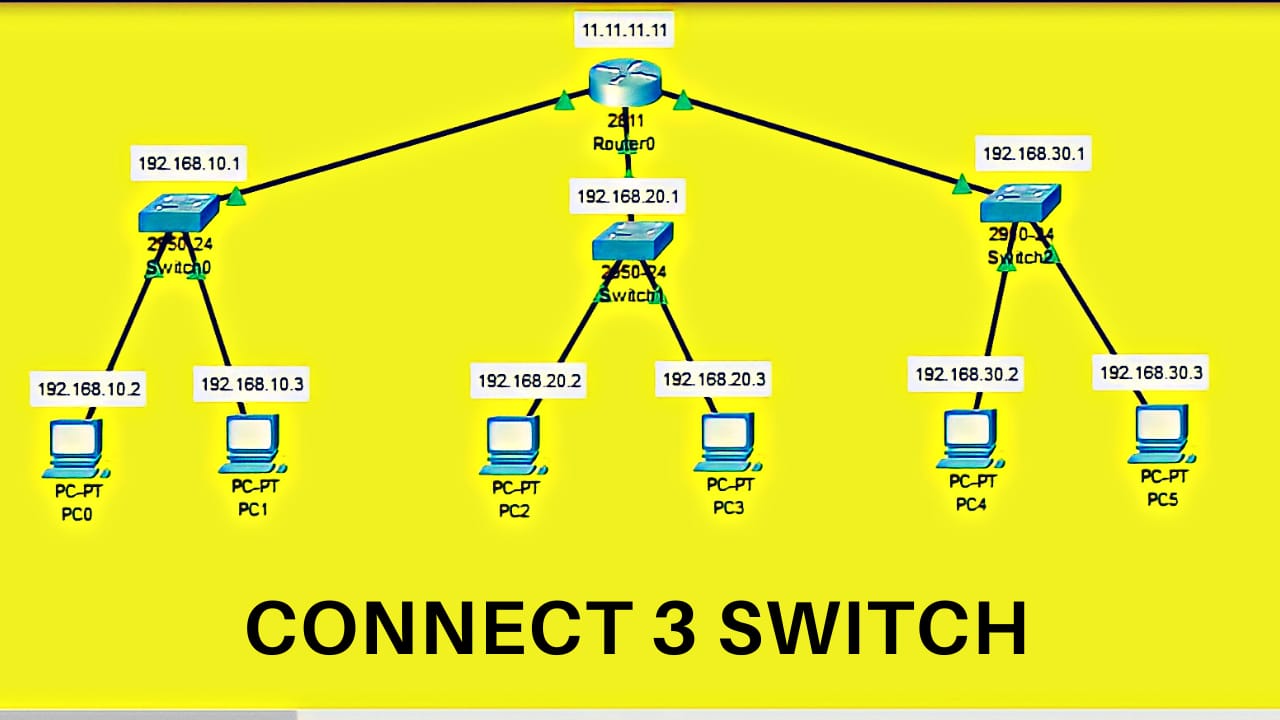 11.11.11.11
2811
Router0
192.168.10.1
2950-24
Switch0
192.168.20.1
2950-24
Switch1
192.168.30.1
2950-24
Switch2
192.168.10.2
PC-PT
PC0
192.168.10.3
PC-PT
PC1
192.168.20.2
PC-PT
PC2
192.168.20.3
PC-PT
PC3
192.168.30.2
PC-PT
PC4
192.168.30.3
PC-PT
PC5
CONNECT 3 SWITCH